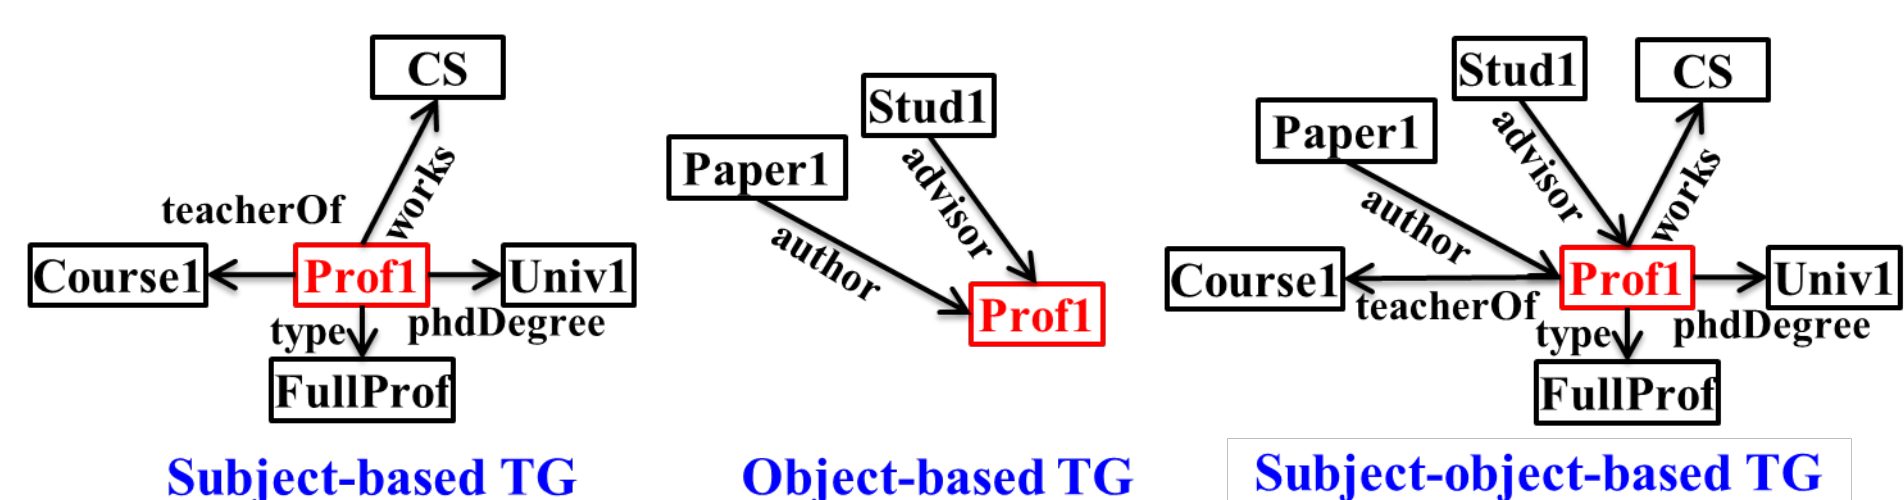 CS
works
teacherOf
Course1
Prof1
Univ1
type
phdDegree
FullProf
Subject-based TG
Stud1
Paper1
advisor
author
Prof1
Object-based TG
Stud1
CS
Paper1
advisor
works
author
Course1
Prof1
Univ1
teacherOf
type
phdDegree
FullProf
Subject-object-based TG